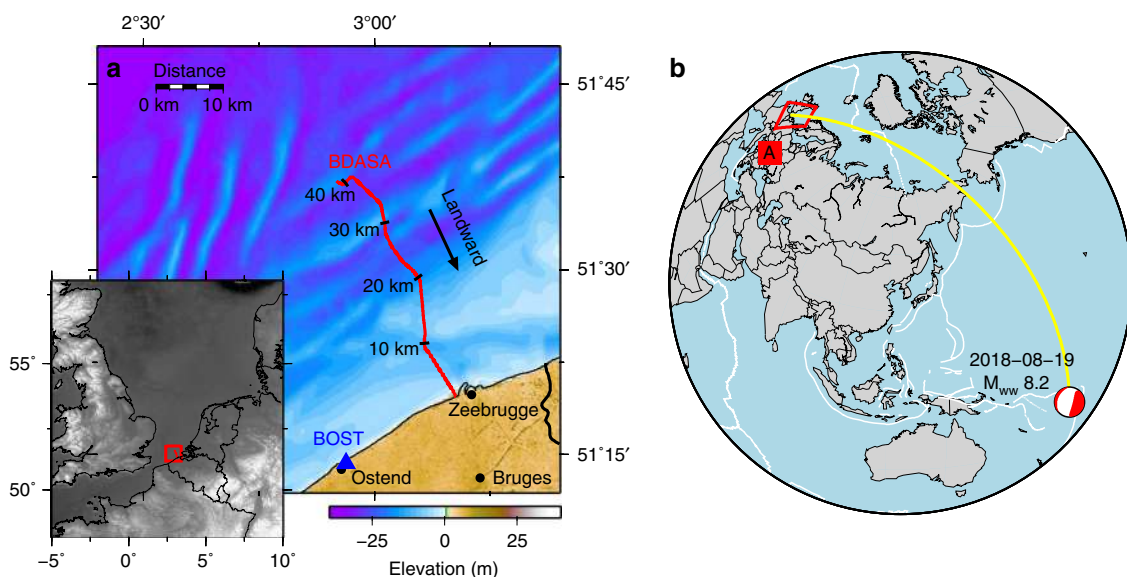 2°30′
3°00′
a
Distance
0 km
10 km
51°45′
BDASA
40 km
30 km
Landward
20 km
51°30′
10 km
Zeebrugge
BOST
Ostend
Bruges
51°15′
55°
50°
−5°
0°
5°
10°
−25
0
25
Elevation (m)
b
A
2018−08−19
Mww 8.2